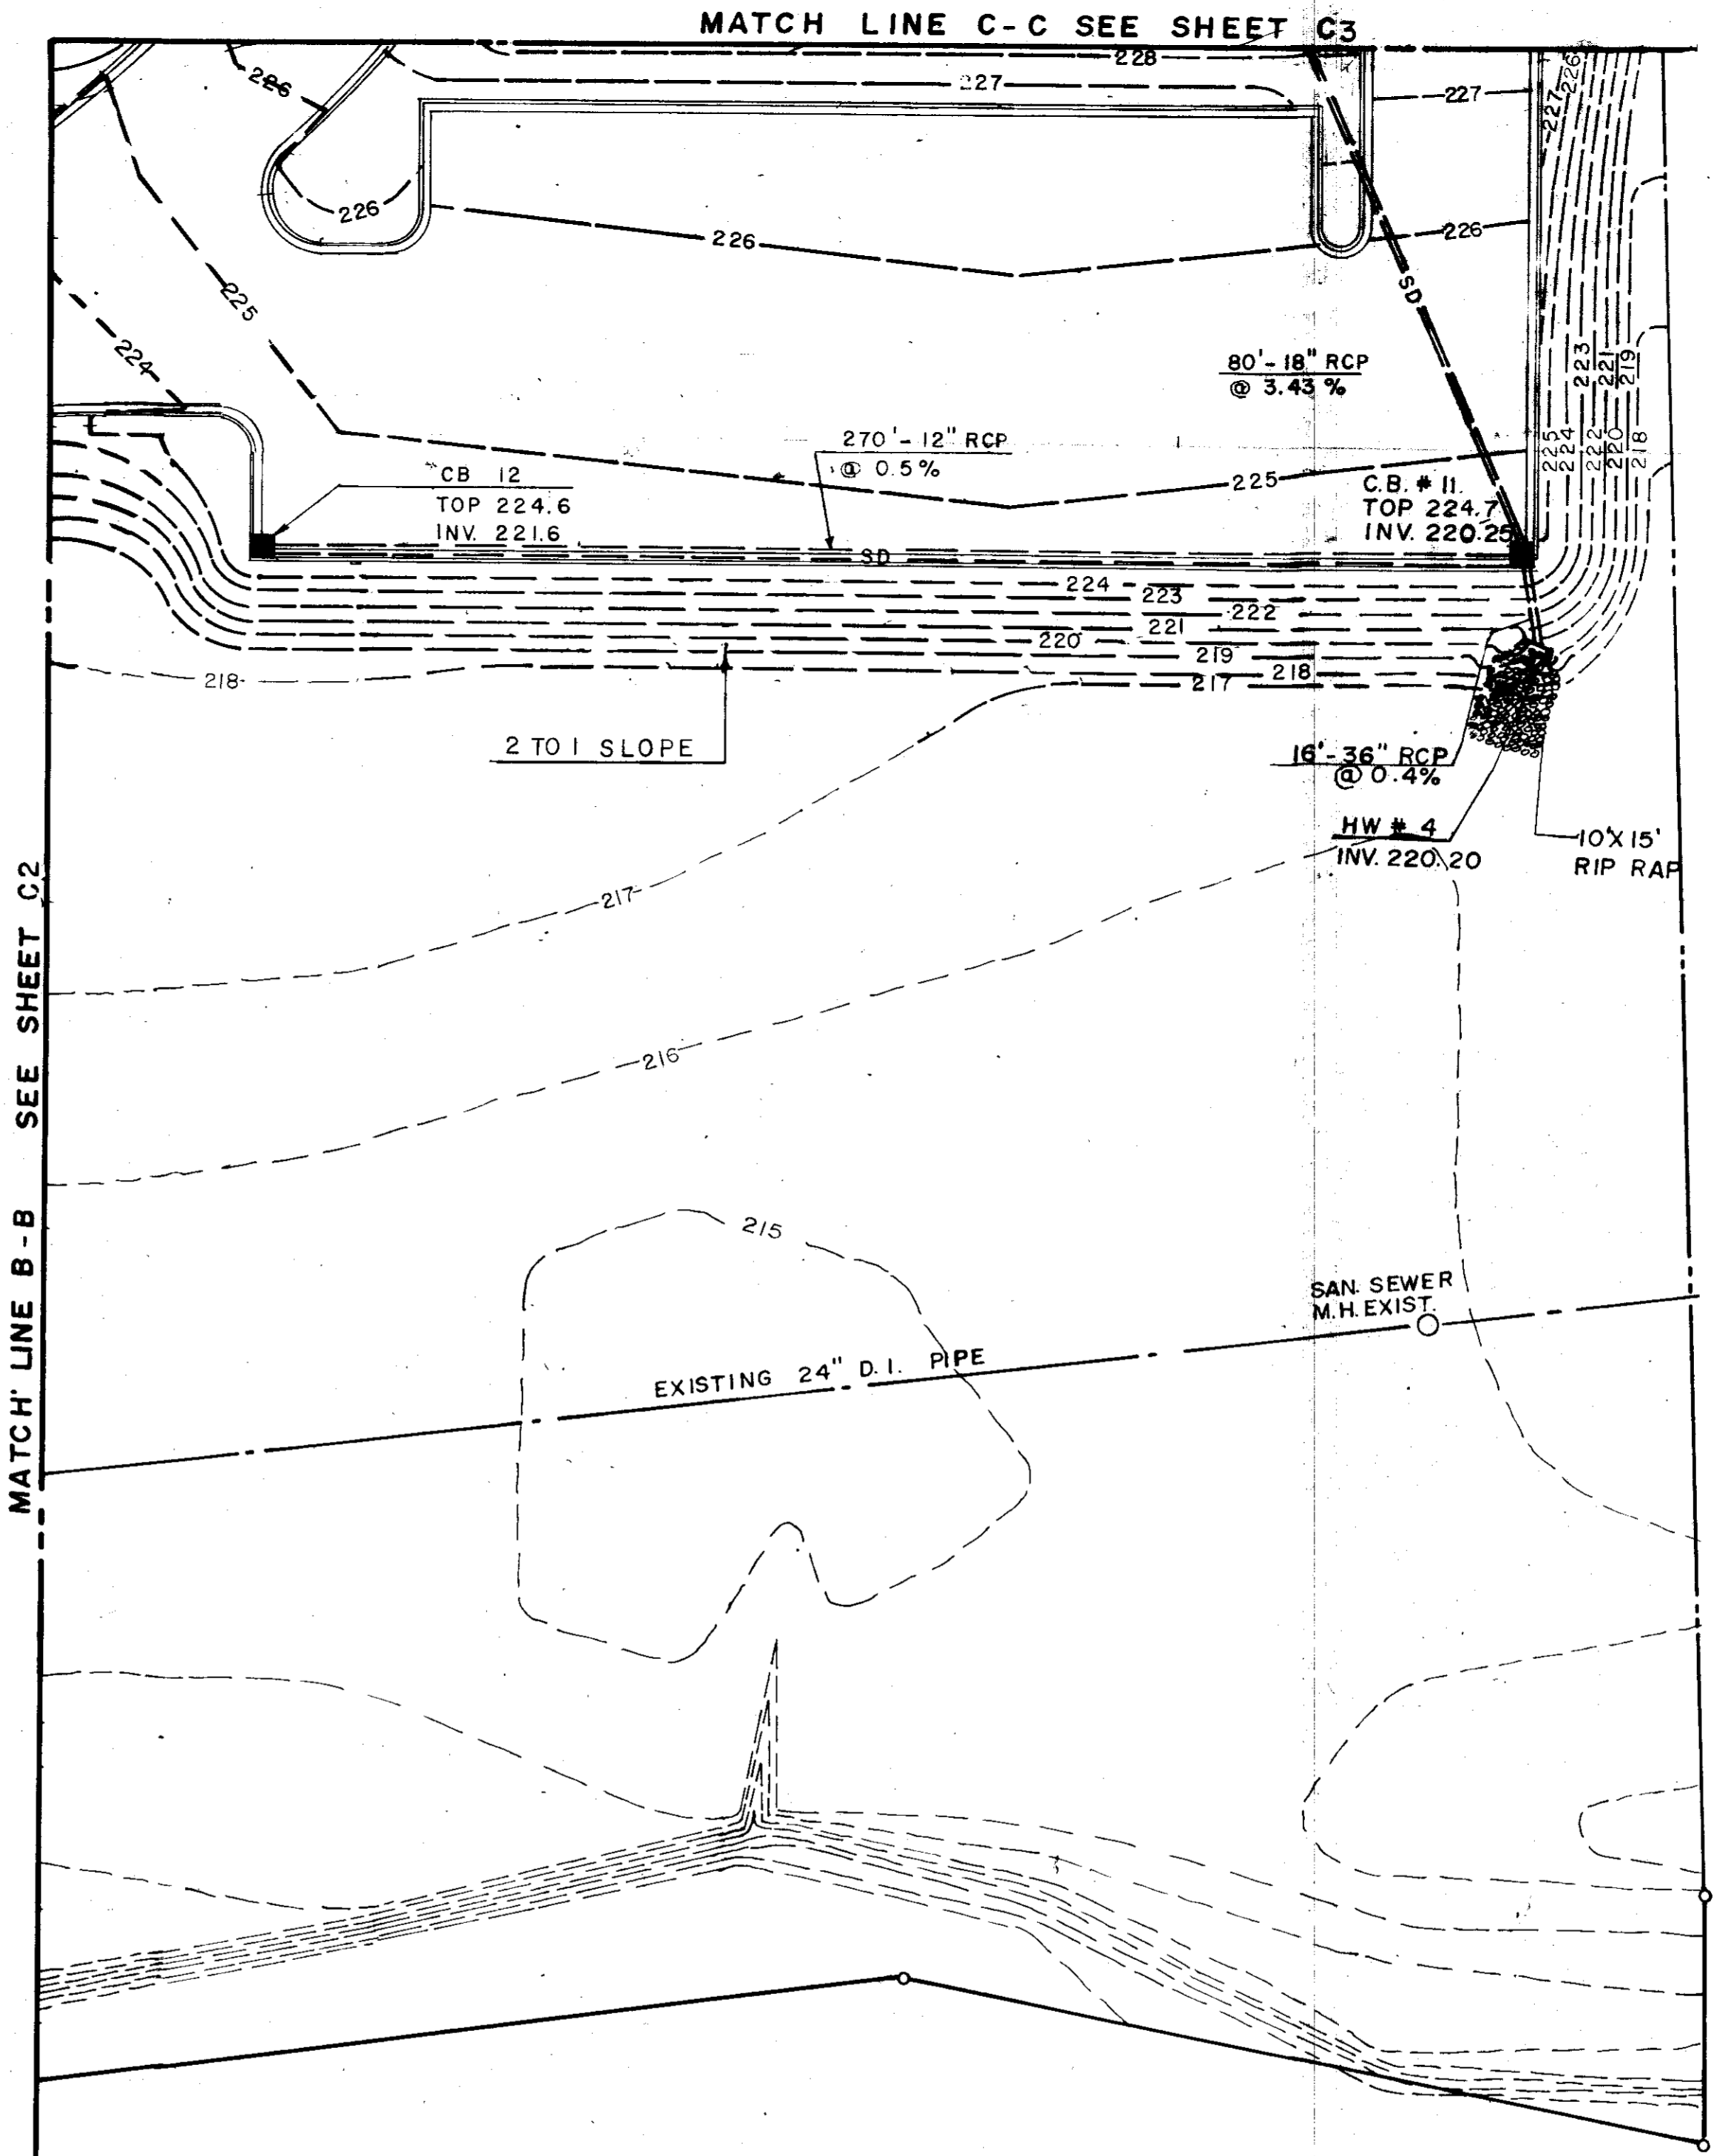 MATCH LINE C-C SEE SHEET C3
228
226
227
227
227
226
226
226
226
225
224
SD
80'-18" RCP
@ 3.43 %
223
221
219
270'-12" RCP
@ 0.5%
225
224
222
220
218
CB 12
TOP 224.6
INV. 221.6
225
C.B. # 11.
TOP 224.7
INV. 220.25
SD
224
223
222
221
220
219
218
218
217
2 TO 1 SLOPE
16'-36" RCP
@ 0.4%
HW # 4
INV. 220.20
10'X15'
RIP RAP
217
216
MATCH LINE B-B SEE SHEET C2
215
SAN. SEWER
M.H. EXIST.
EXISTING 24" D.I. PIPE